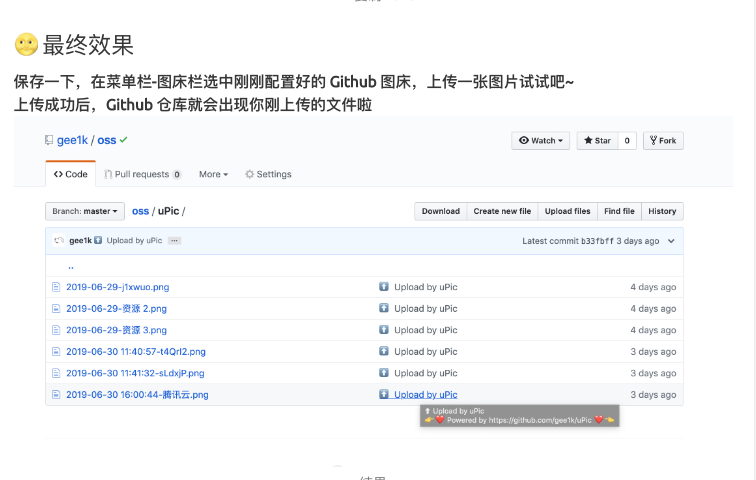 最终效果
保存一下，在菜单栏-图床栏选中刚刚配置好的 Github 图床，上传一张图片试试吧~
上传成功后，Github 仓库就会出现你刚上传的文件啦
gee1k / oss
Watch Star 0 Fork
Code Pull requests 0 More Settings
Branch: master oss / uPic / Download Create new file Upload files Find file History
gee1k Upload by uPic Latest commit b33fbff 3 days ago
..
2019-06-29-j1xwuo.png Upload by uPic 4 days ago
2019-06-29-资源 2.png Upload by uPic 4 days ago
2019-06-29-资源 3.png Upload by uPic 4 days ago
2019-06-30 11:40:57-t4QrI2.png Upload by uPic 3 days ago
2019-06-30 11:41:32-sLdxjP.png Upload by uPic 3 days ago
2019-06-30 16:00:44-腾讯云.png Upload by uPic 3 days ago
Upload by uPic
Powered by https://github.com/gee1k/uPic